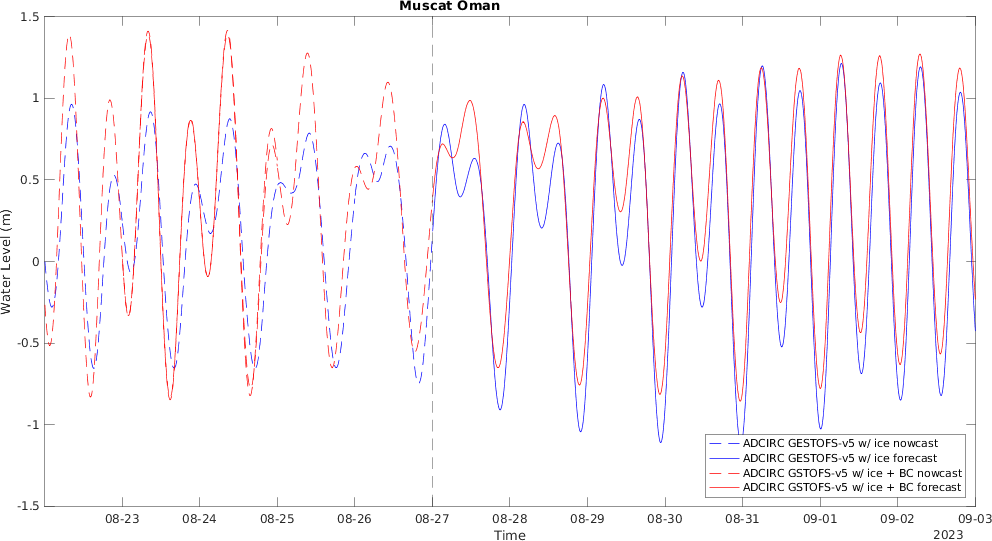 Muscat Oman
1.5
1
0.5
0
-0.5
-1
-1.5
Water Level (m)
ADCIRC GESTOFS-v5 w/ ice nowcast
ADCIRC GESTOFS-v5 w/ ice forecast
ADCIRC GSTOFS-v5 w/ ice + BC nowcast
ADCIRC GSTOFS-v5 w/ ice + BC forecast
08-23 08-24 08-25 08-26 08-27 08-28 08-29 08-30 08-31 09-01 09-02 09-03
Time
2023